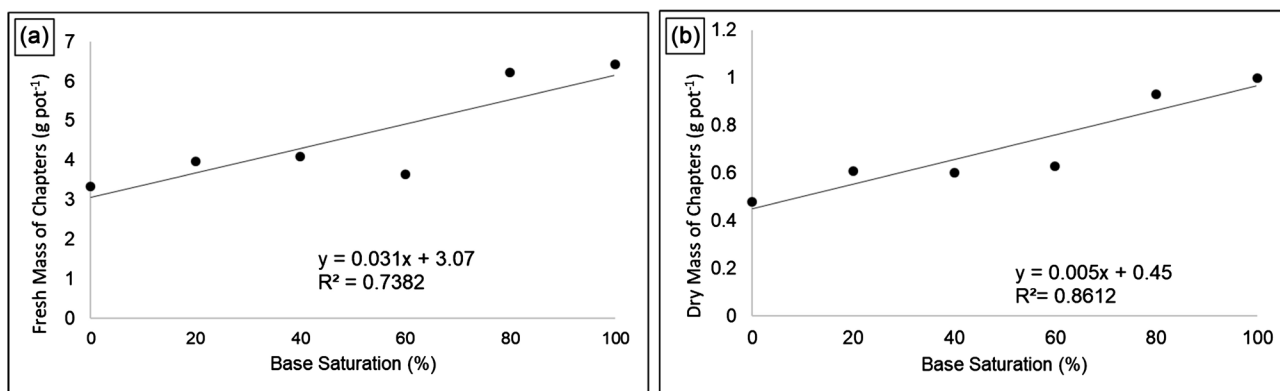 (a)
Fresh Mass of Chapters (g pot⁻¹)
7
6
5
4
3
2
1
0
y = 0.031x + 3.07
R² = 0.7382
0 20 40 60 80 100
Base Saturation (%)
(b)
Dry Mass of Chapters (g pot⁻¹)
1.2
1
0.8
0.6
0.4
0.2
0
y = 0.005x + 0.45
R²= 0.8612
0 20 40 60 80 100
Base Saturation (%)